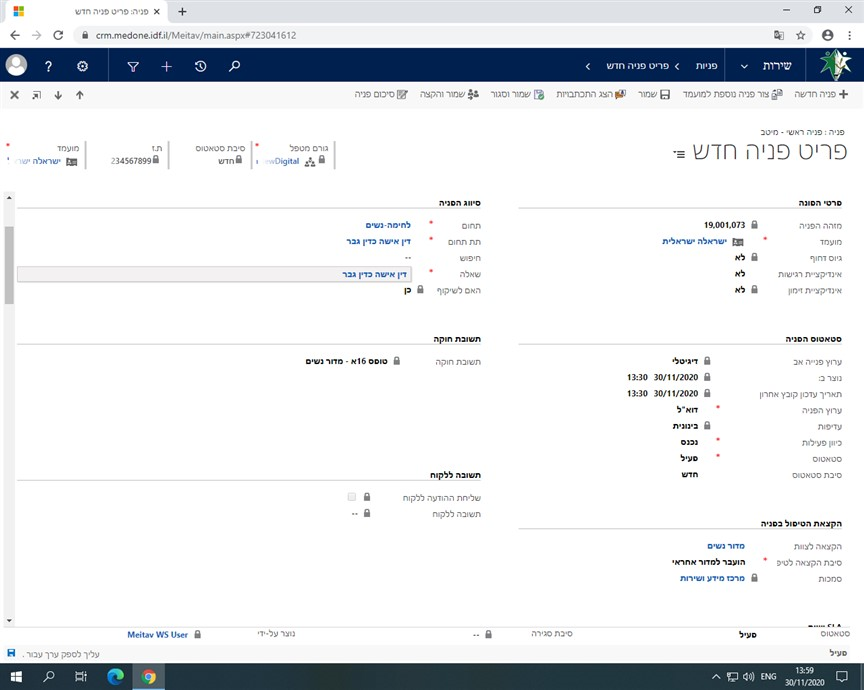 פניה: פריט פניה חדש
crm.medone.idf.il/Meitav/main.aspx#723041612
שירות
פניות
פריט פניה חדש
פניה חדשה
צור פניה נוספת למועמד
שמור
הצג התכתבויות
שמור וסגור
שמור והקצה
סיכום פניה
פניה : פניה ראשי - מיטב
פריט פניה חדש
גורם מטפל
ewDigital
סיבת סטאטוס
חדש
ת.ז
234567899
מועמד
ישראלה ישר
פרטי הפונה
מזהה הפניה 19,001,073
מועמד * ישראלה ישראלית
גיוס דחוף לא
אינדיקציית רגישות לא
אינדיקציית זימון לא
סטאטוס הפניה
ערוץ פנייה אב דיגיטלי
נוצר ב: 30/11/2020 13:30
תאריך עדכון קובץ אחרון 30/11/2020 13:30
ערוץ הפניה * דוא"ל
עדיפות בינונית
כיוון פעילות * נכנס
סטאטוס * פעיל
סיבת סטאטוס חדש
הקצאת הטיפול בפניה
הקצאה לצוות מדור נשים
סיבת הקצאה לטיפ * הועבר למדור אחראי
סמכות מרכז מידע ושירות
סיווג הפניה
תחום * לחימה-נשים
תת תחום * דין אישה כדין גבר
חיפוש --
שאלה * דין אישה כדין גבר
האם לשיקוף כן
תשובת חוקה
תשובת חוקה טופס 16א - מדור נשים
תשובה ללקוח
שליחת ההודעה ללקוח
תשובה ללקוח --
סטאטוס פעיל
סיבת סגירה --
נוצר על-ידי Meitav WS User
פעיל
עליך לספק ערך עבור .
ENG
13:59
30/11/2020